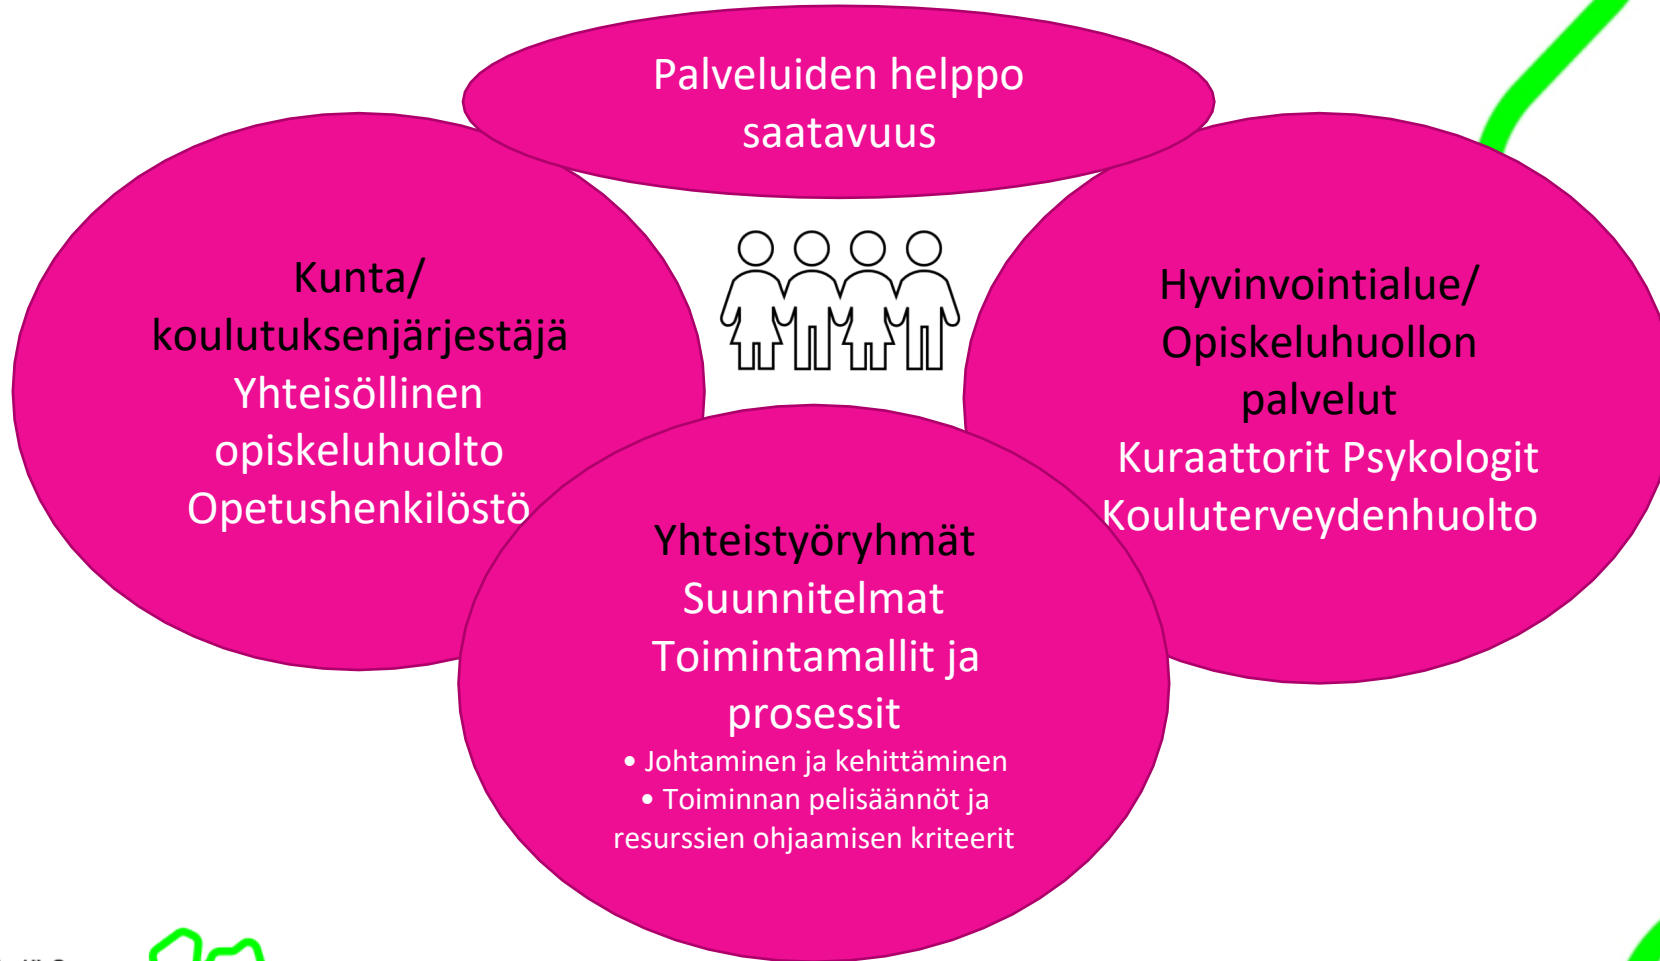 Palveluiden helppo
saatavuus
Kunta/
koulutuksenjärjestäjä
Yhteisöllinen
opiskeluhuolto
Opetushenkilöstö
Hyvinvointialue/
Opiskeluhuollon
palvelut
Kuraattorit Psykologit
Kouluterveydenhuolto
Yhteistyöryhmät
Suunnitelmat
Toimintamallit ja
prosessit
• Johtaminen ja kehittäminen
• Toiminnan pelisäännöt ja
resurssien ohjaamisen kriteerit